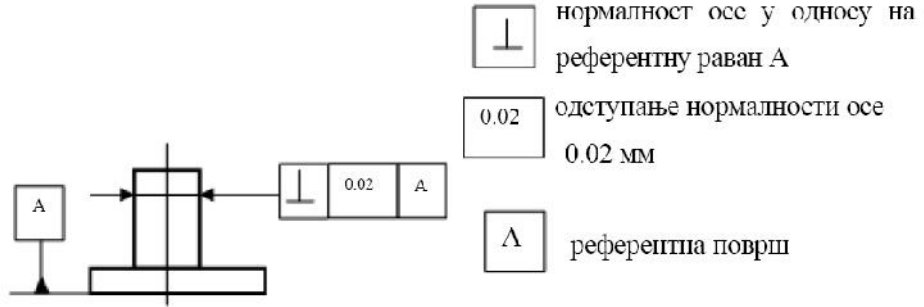 нормалност осе у односу на
референтну раван А
0.02
одступање нормалности осе
0.02 мм
А
⊥ 0.02 А
А
референтна површ